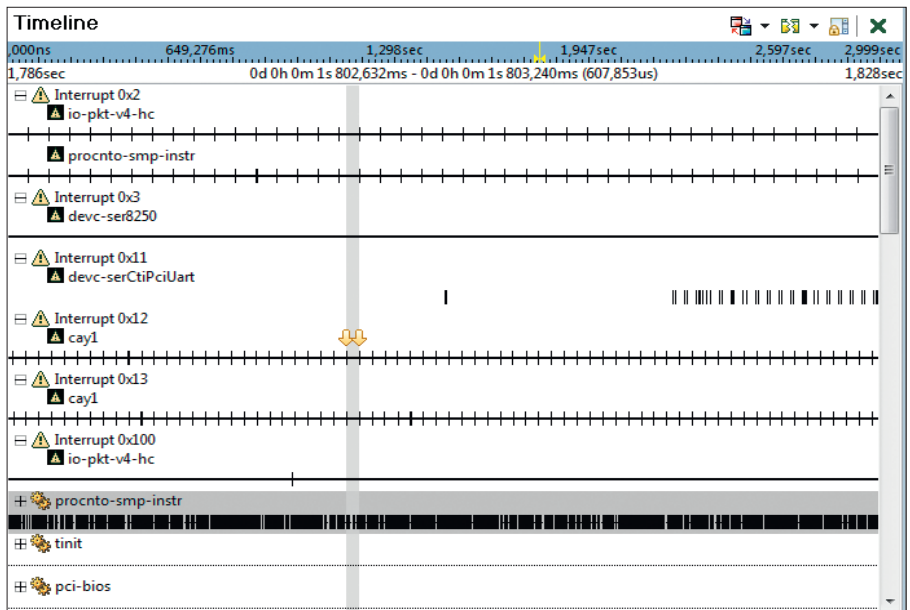 Timeline
,000ns 649,276ms 1,298sec 1,947sec 2,597sec 2,999sec
1,786sec 0d 0h 0m 1s 802,632ms - 0d 0h 0m 1s 803,240ms (607,853us) 1,828sec
Interrupt 0x2
io-pkt-v4-hc
procnto-smp-instr
Interrupt 0x3
devc-ser8250
Interrupt 0x11
devc-serCtiPciUart
Interrupt 0x12
cay1
Interrupt 0x13
cay1
Interrupt 0x100
io-pkt-v4-hc
procnto-smp-instr
tinit
pci-bios